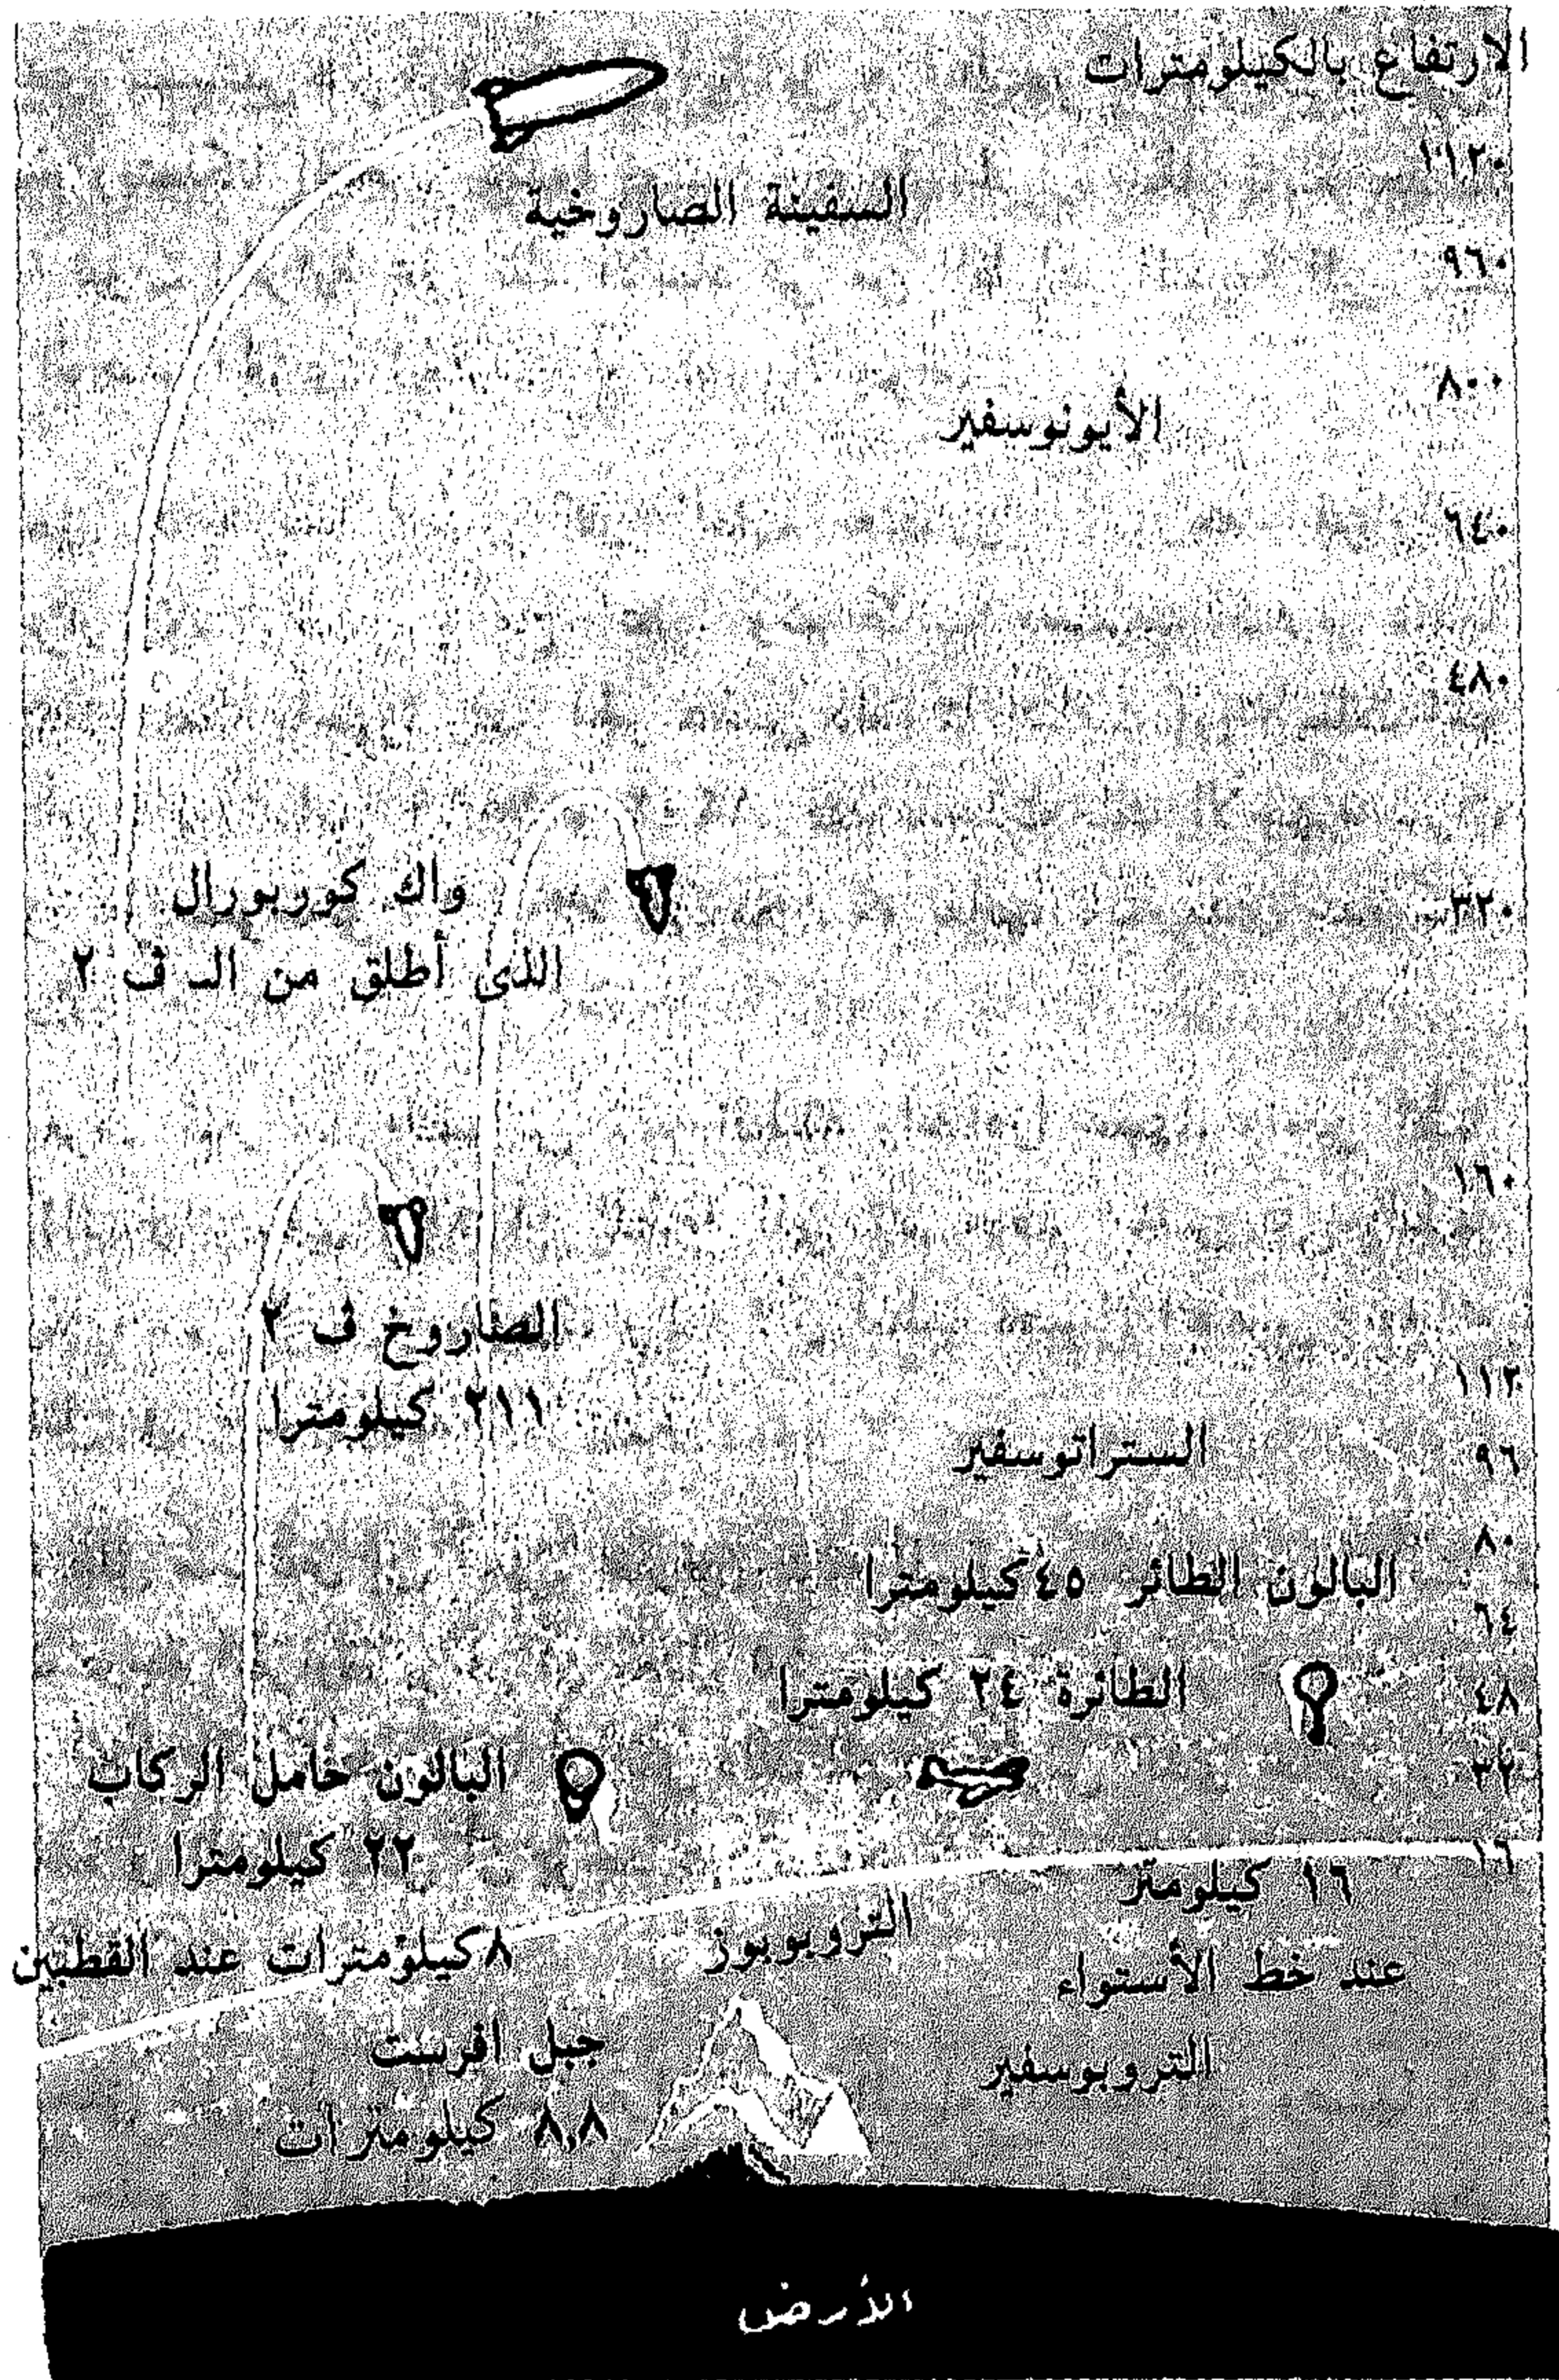 الارتفاع بالكيلومترات
١١٢٠
السفينة الصاروخية
٩٦٠
٨٠٠
الأيونوسفير
٦٤٠
٤٨٠
واك كوربورال
٣٢٠
الذى أطلق من الـ ف ٢
١٦٠
الصاروخ ف ٢
١١٢
٢١١ كيلومترا
الستراتوسفير
٩٦
٨٠
البالون الطائر ٤٥ كيلومترا
٦٤
الطائرة ٢٤ كيلومترا
٤٨
البالون حامل الركاب
٣٢
٢٢ كيلومترا
١٦
١٦ كيلومتر
التروبوبوز
٨ كيلومترات عند القطبين
عند خط الأستواء
جبل افرست
التروبوسفير
٨,٨ كيلومترات
الأرض